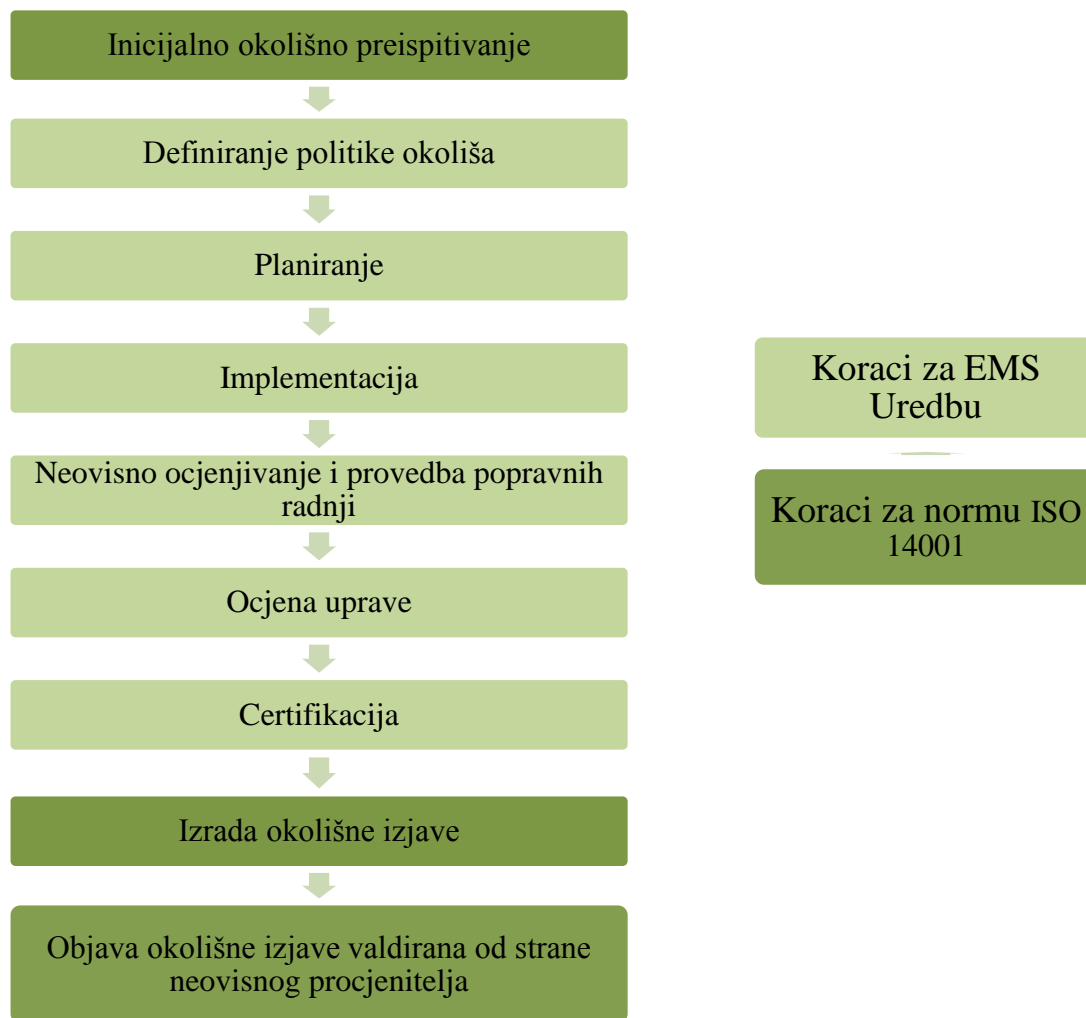 Inicijalno okolišno preispitivanje
Definiranje politike okoliša
Planiranje
Implementacija
Neovisno ocjenjivanje i provedba popravnih
radnji
Ocjena uprave
Certifikacija
Izrada okolišne izjave
Objava okolišne izjave valdirana od strane
neovisnog procjenitelja
Koraci za EMS
Uredbu
Koraci za normu ISO
14001